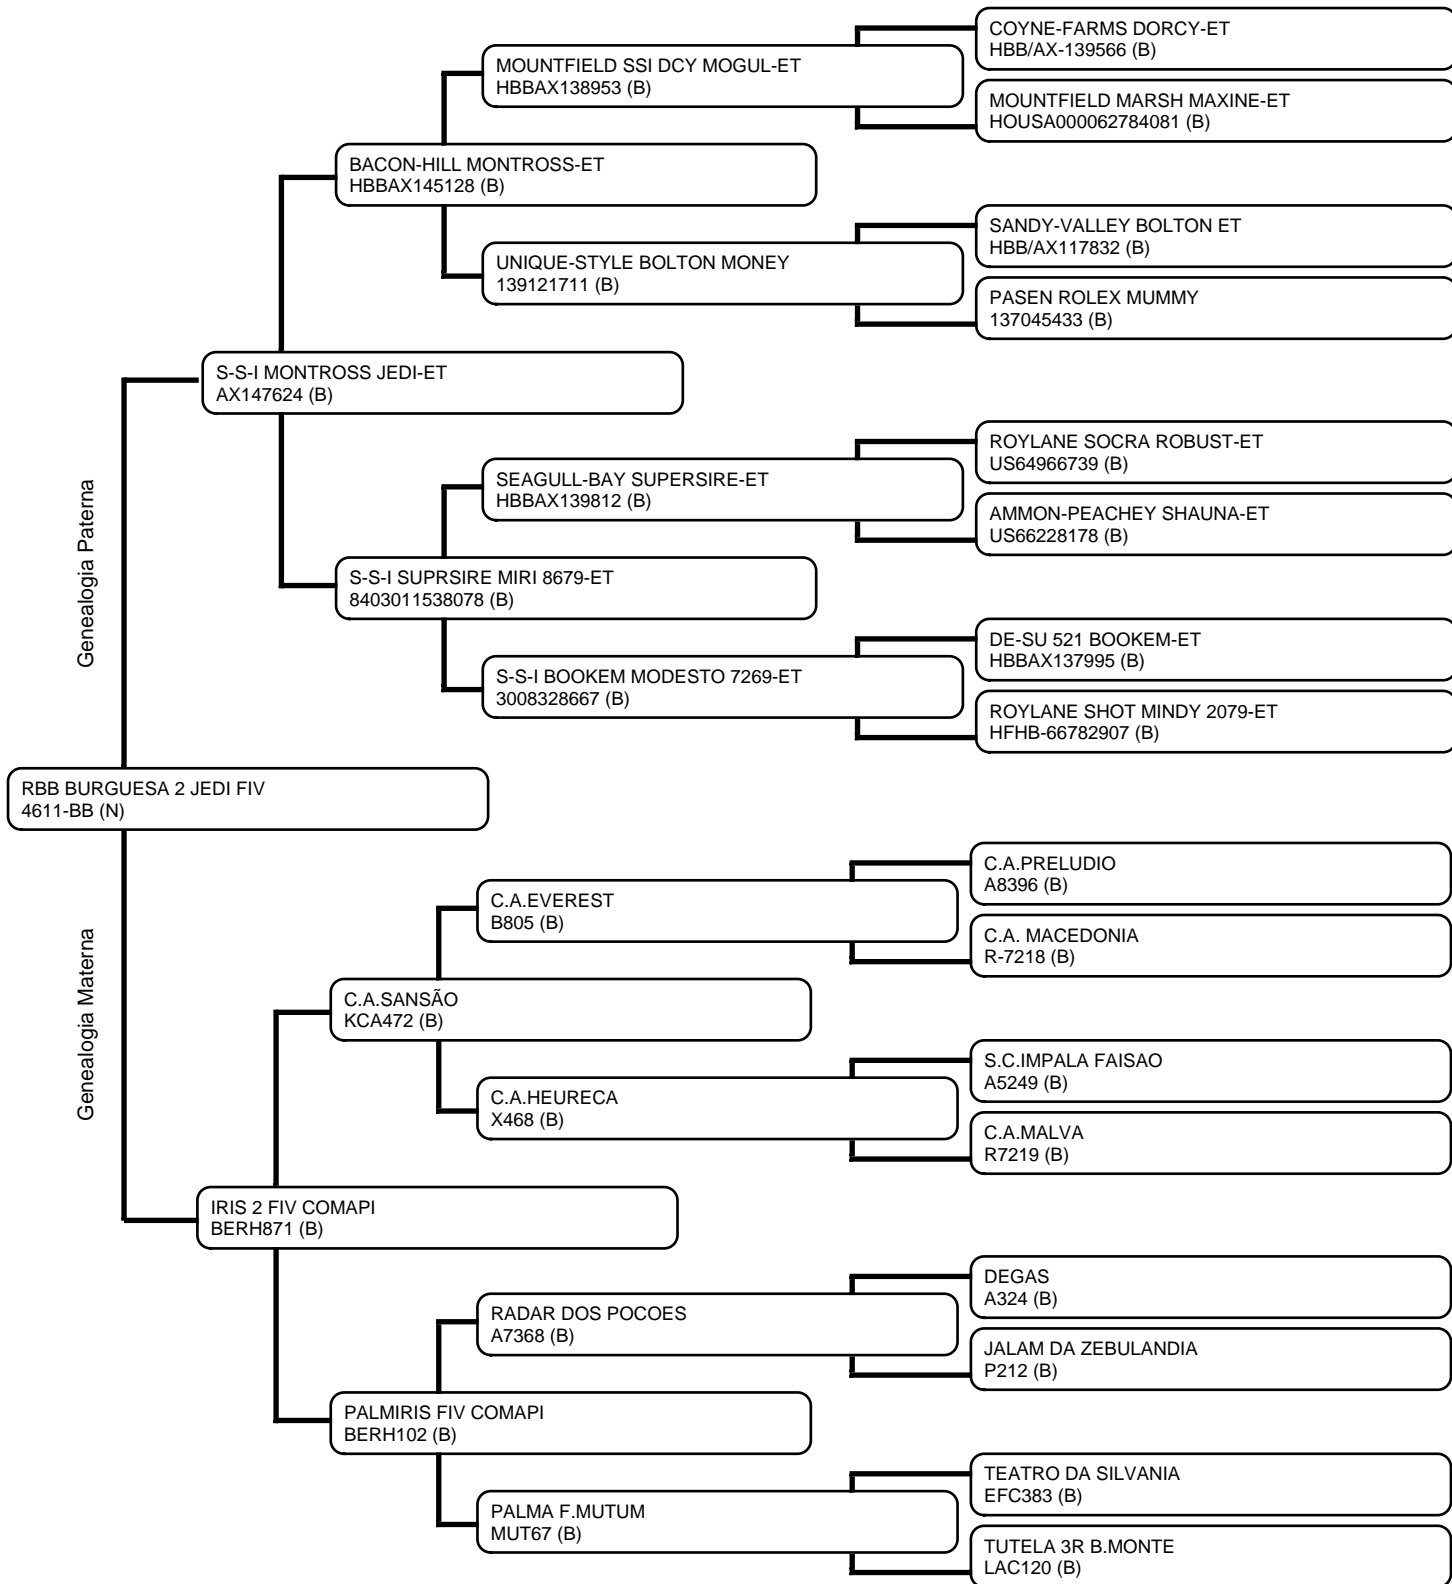 COYNE-FARMS DORCY-ET
HBB/AX-139566 (B)
MOUNTFIELD SSI DCY MOGUL-ET
HBBAX138953 (B)
MOUNTFIELD MARSH MAXINE-ET
HOUSA000062784081 (B)
BACON-HILL MONTROSS-ET
HBBAX145128 (B)
SANDY-VALLEY BOLTON ET
HBB/AX117832 (B)
UNIQUE-STYLE BOLTON MONEY
139121711 (B)
PASEN ROLEX MUMMY
137045433 (B)
S-S-I MONTROSS JEDI-ET
AX147624 (B)
ROYLANE SOCRA ROBUST-ET
US64966739 (B)
SEAGULL-BAY SUPERSIRE-ET
HBBAX139812 (B)
AMMON-PEACHEY SHAUNA-ET
US66228178 (B)
Genealogia Paterna
S-S-I SUPRSIRE MIRI 8679-ET
8403011538078 (B)
DE-SU 521 BOOKEM-ET
HBBAX137995 (B)
S-S-I BOOKEM MODESTO 7269-ET
3008328667 (B)
ROYLANE SHOT MINDY 2079-ET
HFHB-66782907 (B)
RBB BURGUESA 2 JEDI FIV
4611-BB (N)
C.A.PRELUDIO
A8396 (B)
C.A.EVEREST
B805 (B)
C.A. MACEDONIA
R-7218 (B)
Genealogia Materna
C.A.SANSÃO
KCA472 (B)
S.C.IMPALA FAISAO
A5249 (B)
C.A.HEURECA
X468 (B)
C.A.MALVA
R7219 (B)
IRIS 2 FIV COMAPI
BERH871 (B)
DEGAS
A324 (B)
RADAR DOS POCOES
A7368 (B)
JALAM DA ZEBULANDIA
P212 (B)
PALMIRIS FIV COMAPI
BERH102 (B)
TEATRO DA SILVANIA
EFC383 (B)
PALMA F.MUTUM
MUT67 (B)
TUTELA 3R B.MONTE
LAC120 (B)